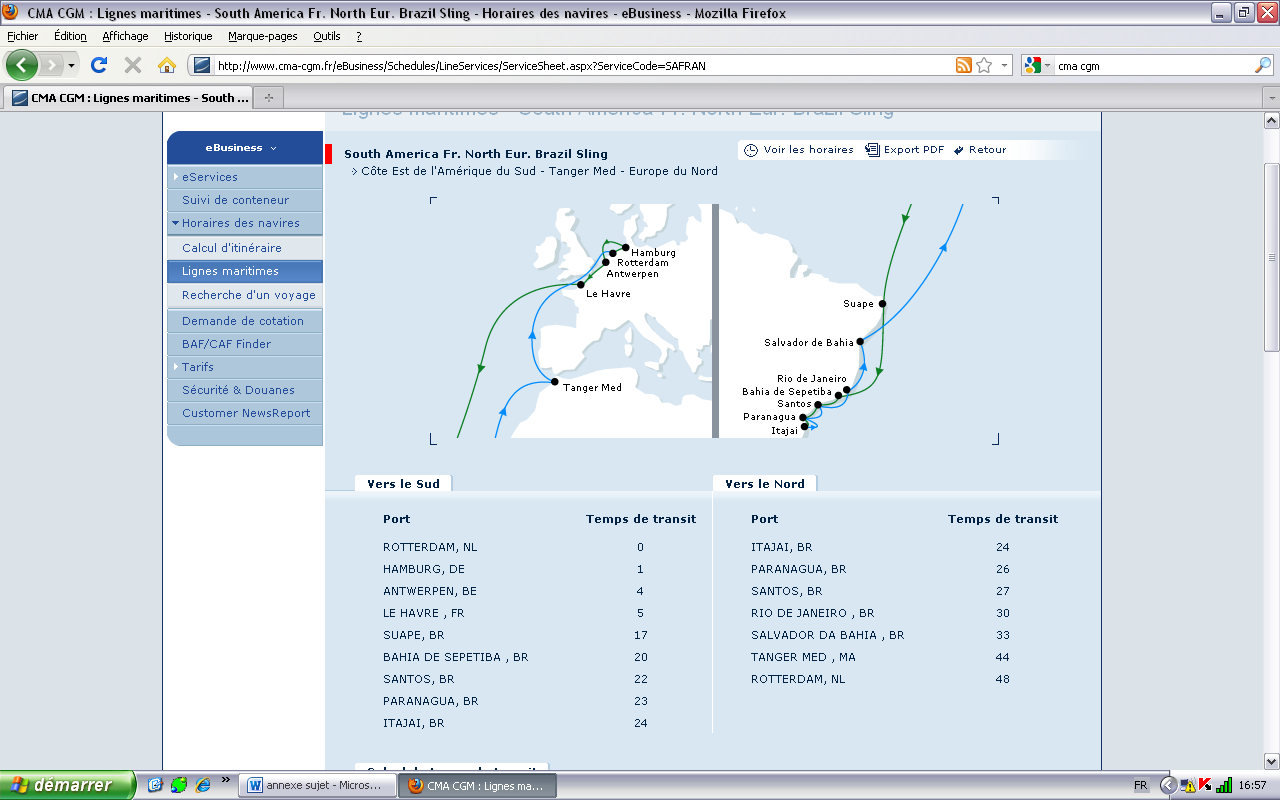 CMA CGM : Lignes maritimes - South America Fr. North Eur. Brazil Sling - Horaires des navires - eBusiness - Mozilla Firefox
Fichier Édition Affichage Historique Marque-pages Outils ?
http://www.cma-cgm.fr/eBusiness/Schedules/LineServices/ServiceSheet.aspx?ServiceCode=SAFRAN
cma cgm
CMA CGM : Lignes maritimes - South ...
Lignes maritimes - South America Fr. North Eur. Brazil Sling
eBusiness
eServices
Suivi de conteneur
Horaires des navires
Calcul d'itinéraire
Lignes maritimes
Recherche d'un voyage
Demande de cotation
BAF/CAF Finder
Tarifs
Sécurité & Douanes
Customer NewsReport
South America Fr. North Eur. Brazil Sling
Voir les horaires Export PDF Retour
> Côte Est de l'Amérique du Sud - Tanger Med - Europe du Nord
Hamburg
Rotterdam
Antwerpen
Le Havre
Tanger Med
Suape
Salvador de Bahia
Rio de Janeiro
Bahia de Sepetiba
Santos
Paranagua
Itajai
Vers le Sud
Port Temps de transit
ROTTERDAM, NL 0
HAMBURG, DE 1
ANTWERPEN, BE 4
LE HAVRE , FR 5
SUAPE, BR 17
BAHIA DE SEPETIBA , BR 20
SANTOS, BR 22
PARANAGUA, BR 23
ITAJAI, BR 24
Vers le Nord
Port Temps de transit
ITAJAI, BR 24
PARANAGUA, BR 26
SANTOS, BR 27
RIO DE JANEIRO , BR 30
SALVADOR DA BAHIA , BR 33
TANGER MED , MA 44
ROTTERDAM, NL 48
démarrer
»
annexe sujet - Micros...
CMA CGM : Lignes ma...
FR
16:57